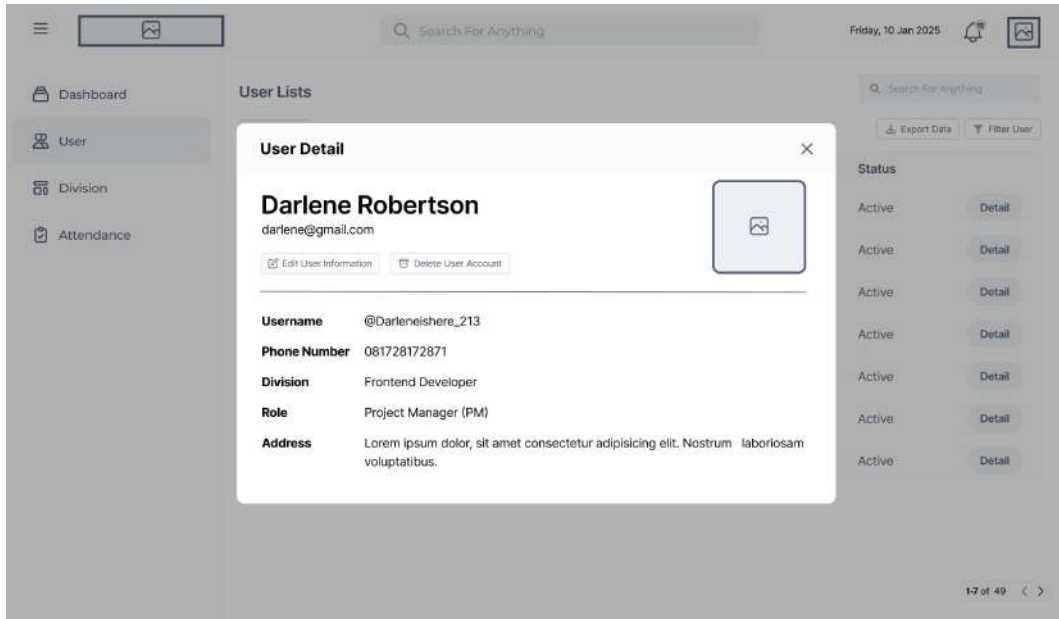 Search For Anything
Friday, 10 Jan 2025
Dashboard
User
Division
Attendance
User Lists
Search For Anything
Export Data
Filter User
Status
Active Detail
Active Detail
Active Detail
Active Detail
Active Detail
Active Detail
Active Detail
1-7 of 49
User Detail
Darlene Robertson
darlene@gmail.com
Edit User Information
Delete User Account
Username @Darleneishere_213
Phone Number 081728172871
Division Frontend Developer
Role Project Manager (PM)
Address Lorem ipsum dolor, sit amet consectetur adipisicing elit. Nostrum laboriosam
voluptatibus.